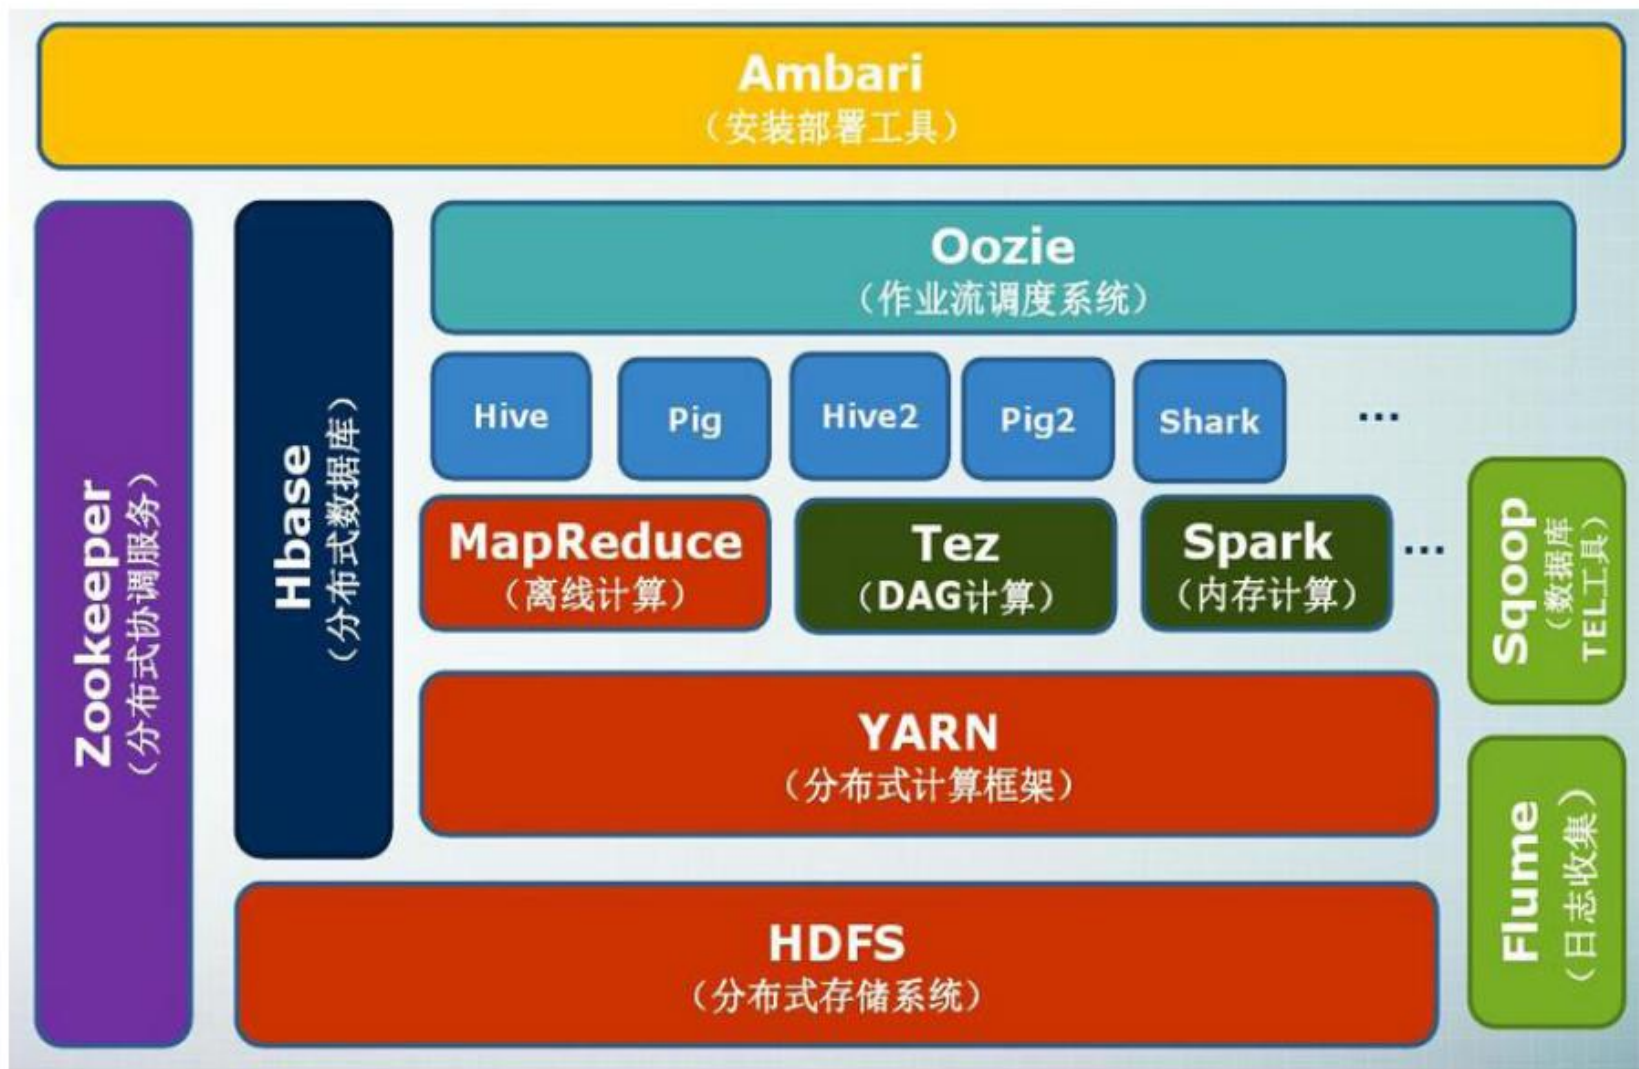 Ambari
（安装部署工具）
Zookeeper
（分布式协调服务）
Hbase
（分布式数据库）
Oozie
（作业流调度系统）
Hive
Pig
Hive2
Pig2
Shark
...
MapReduce
（离线计算）
Tez
（DAG计算）
Spark
（内存计算）
...
Sqoop
（数据库
TEL工具）
YARN
（分布式计算框架）
Flume
（日志收集）
HDFS
（分布式存储系统）